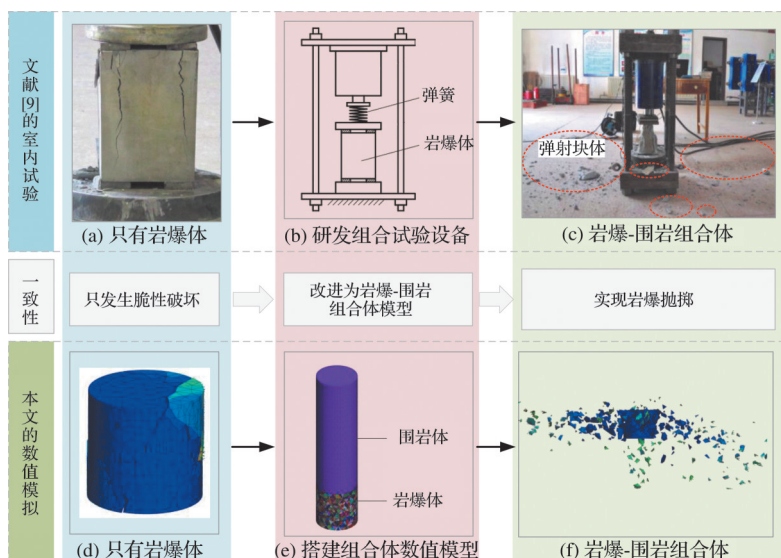 文献[9]的室内试验
弹簧
岩爆体
弹射块体
(a) 只有岩爆体
(b) 研发组合试验设备
(c) 岩爆-围岩组合体
一致性
只发生脆性破坏
改进为岩爆-围岩
组合体模型
实现岩爆抛掷
本文的数值模拟
围岩体
岩爆体
(d) 只有岩爆体
(e) 搭建组合体数值模型
(f) 岩爆-围岩组合体